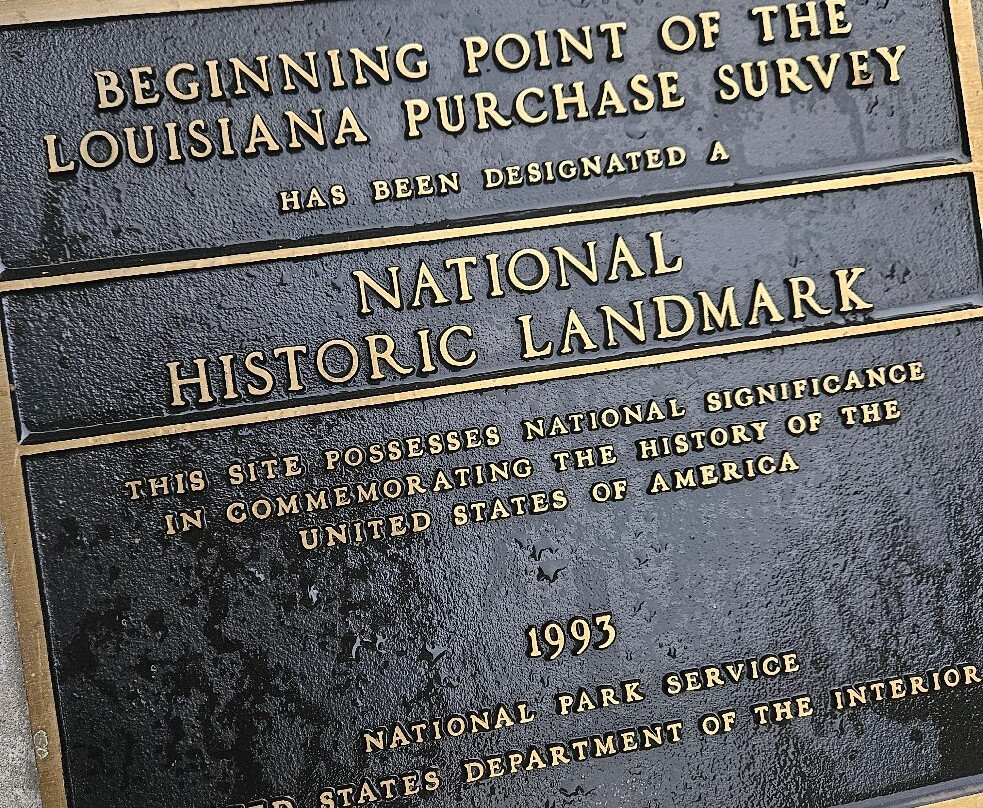 BEGINNING POINT OF THE
LOUISIANA PURCHASE SURVEY
HAS BEEN DESIGNATED A
NATIONAL
HISTORIC LANDMARK
THIS SITE POSSESSES NATIONAL SIGNIFICANCE
IN COMMEMORATING THE HISTORY OF THE
UNITED STATES OF AMERICA
1993
NATIONAL PARK SERVICE
STATES DEPARTMENT OF THE INTERIOR